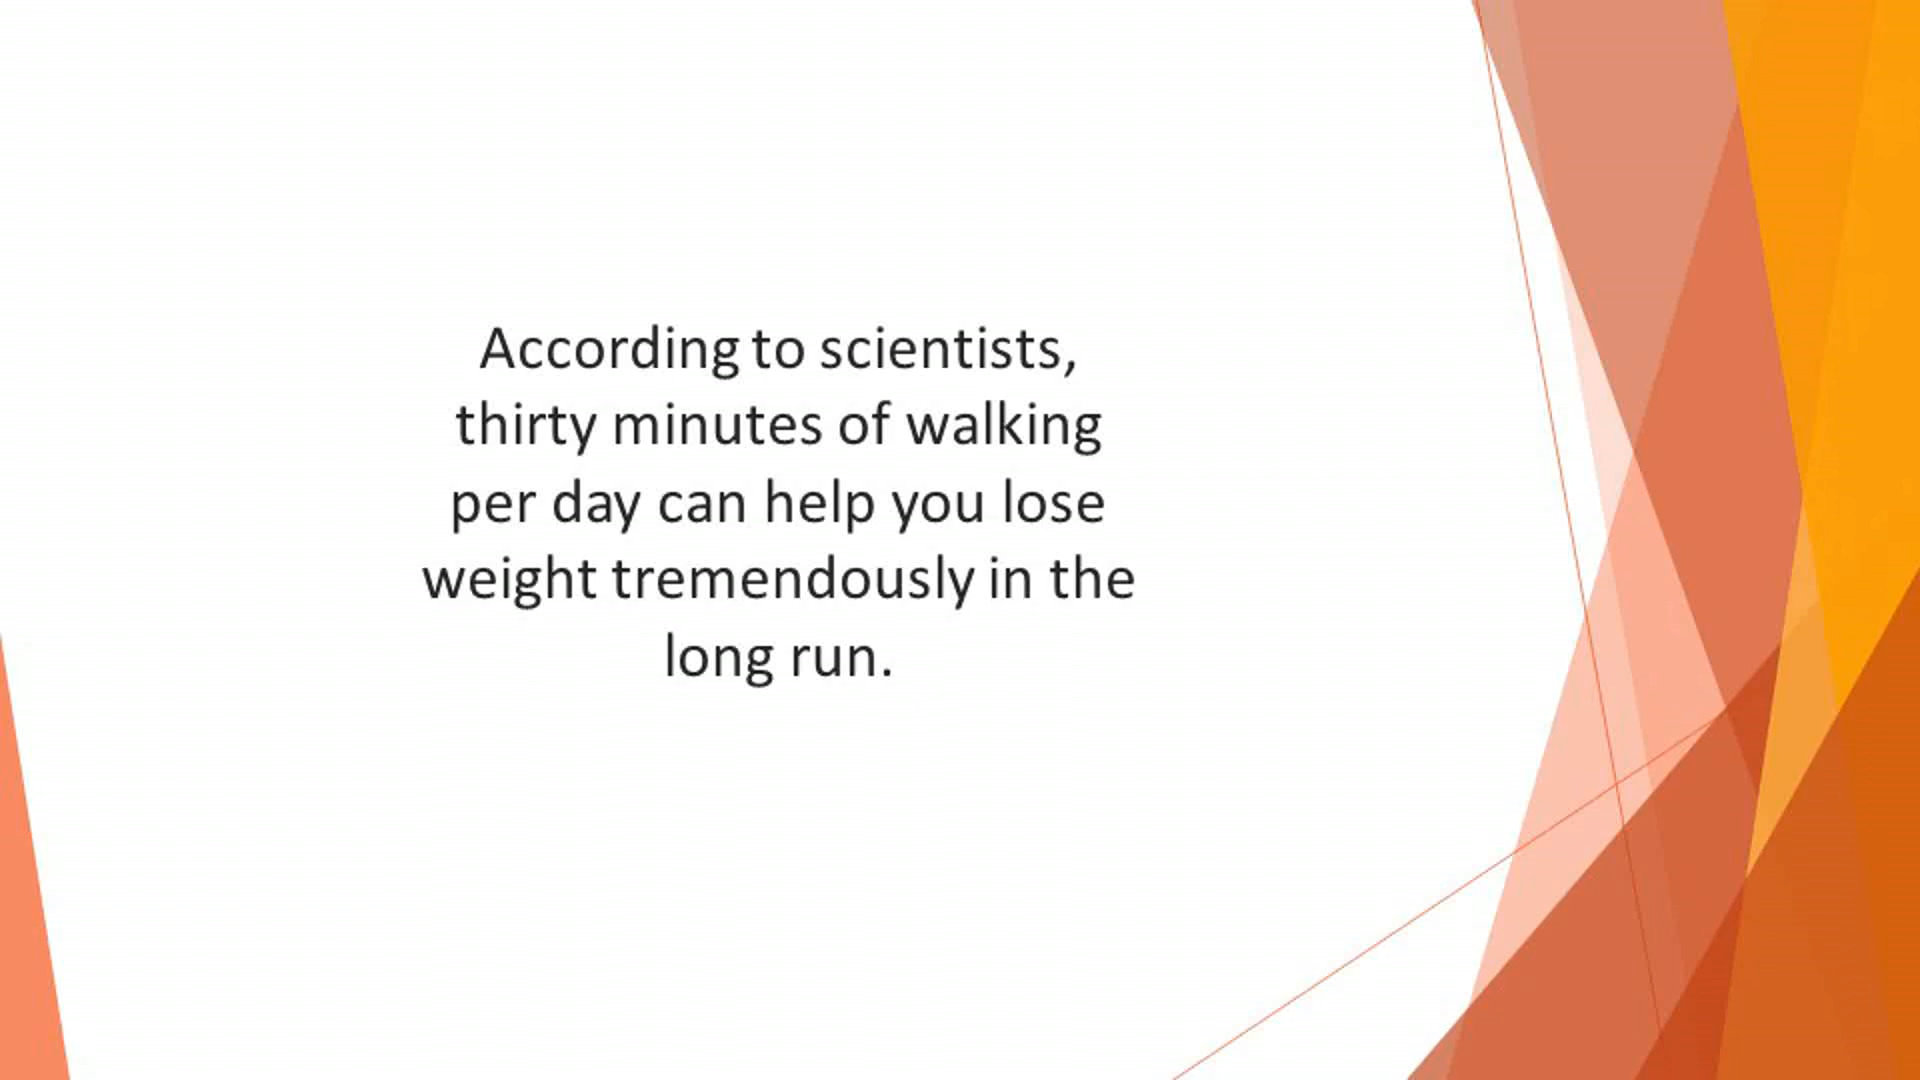 According to scientists,
thirty minutes of walking
per day can help you lose
weight tremendously in the
long run.